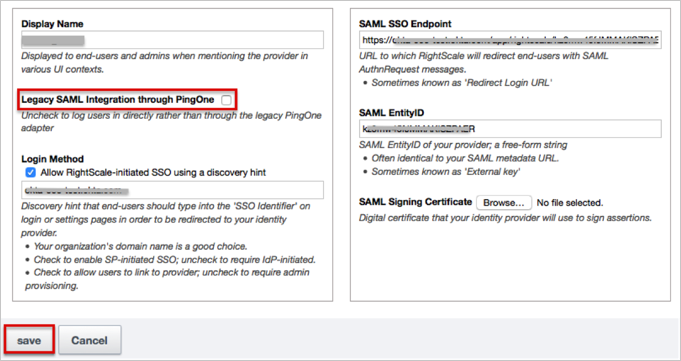 Display Name
Displayed to end-users and admins when mentioning the provider in
various UI contexts.
Legacy SAML Integration through PingOne
Uncheck to log users in directly rather than through the legacy PingOne
adapter
Login Method
Allow RightScale-initiated SSO using a discovery hint
Discovery hint that end-users should type into the 'SSO Identifier' on
login or settings pages in order to be redirected to your identity
provider.
• Your organization's domain name is a good choice.
• Check to enable SP-initiated SSO; uncheck to require IdP-initiated.
• Check to allow users to link to provider; uncheck to require admin
provisioning.
SAML SSO Endpoint
https://
URL to which RightScale will redirect end-users with SAML
AuthnRequest messages.
• Sometimes known as 'Redirect Login URL'
SAML EntityID
SAML EntityID of your provider; a free-form string
• Often identical to your SAML metadata URL.
• Sometimes known as 'External key'
SAML Signing Certificate Browse... No file selected.
Digital certificate that your identity provider will use to sign assertions.
save Cancel